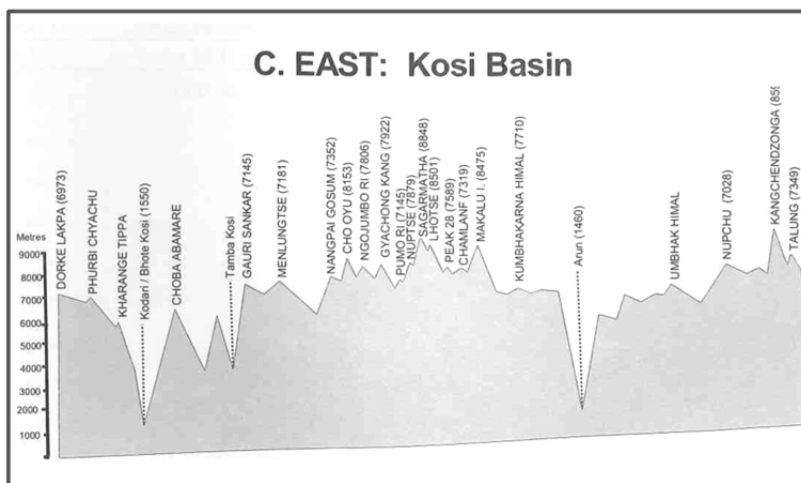 C. EAST: Kosi Basin
Metres
9000
8000
7000
6000
5000
4000
3000
2000
1000
DORKE LAKPA (6973)
PHURBI CHYACHU
KHARANGE TIPPA
Kodari / Bhote Kosi (1550)
CHOBA ABAMARE
Tamba Kosi
GAURI SANKAR (7145)
MENLUNGTSE (7181)
NANGPAI GOSUM (7352)
CHO OYU (8153)
NGOJUMBO RI (7806)
GYACHONG KANG (7922)
PUMO RI (7145)
NUPTSE (7879)
SAGARMATHA (8848)
LHOTSE (8501)
PEAK 28 (7589)
CHAMLANF (7319)
MAKALU I. (8475)
KUMBHAKARNA HIMAL (7710)
Arun (1460)
UMBHAK HIMAL
NUPCHU (7028)
KANGCHENDZONGA (859
TALUNG (7349)